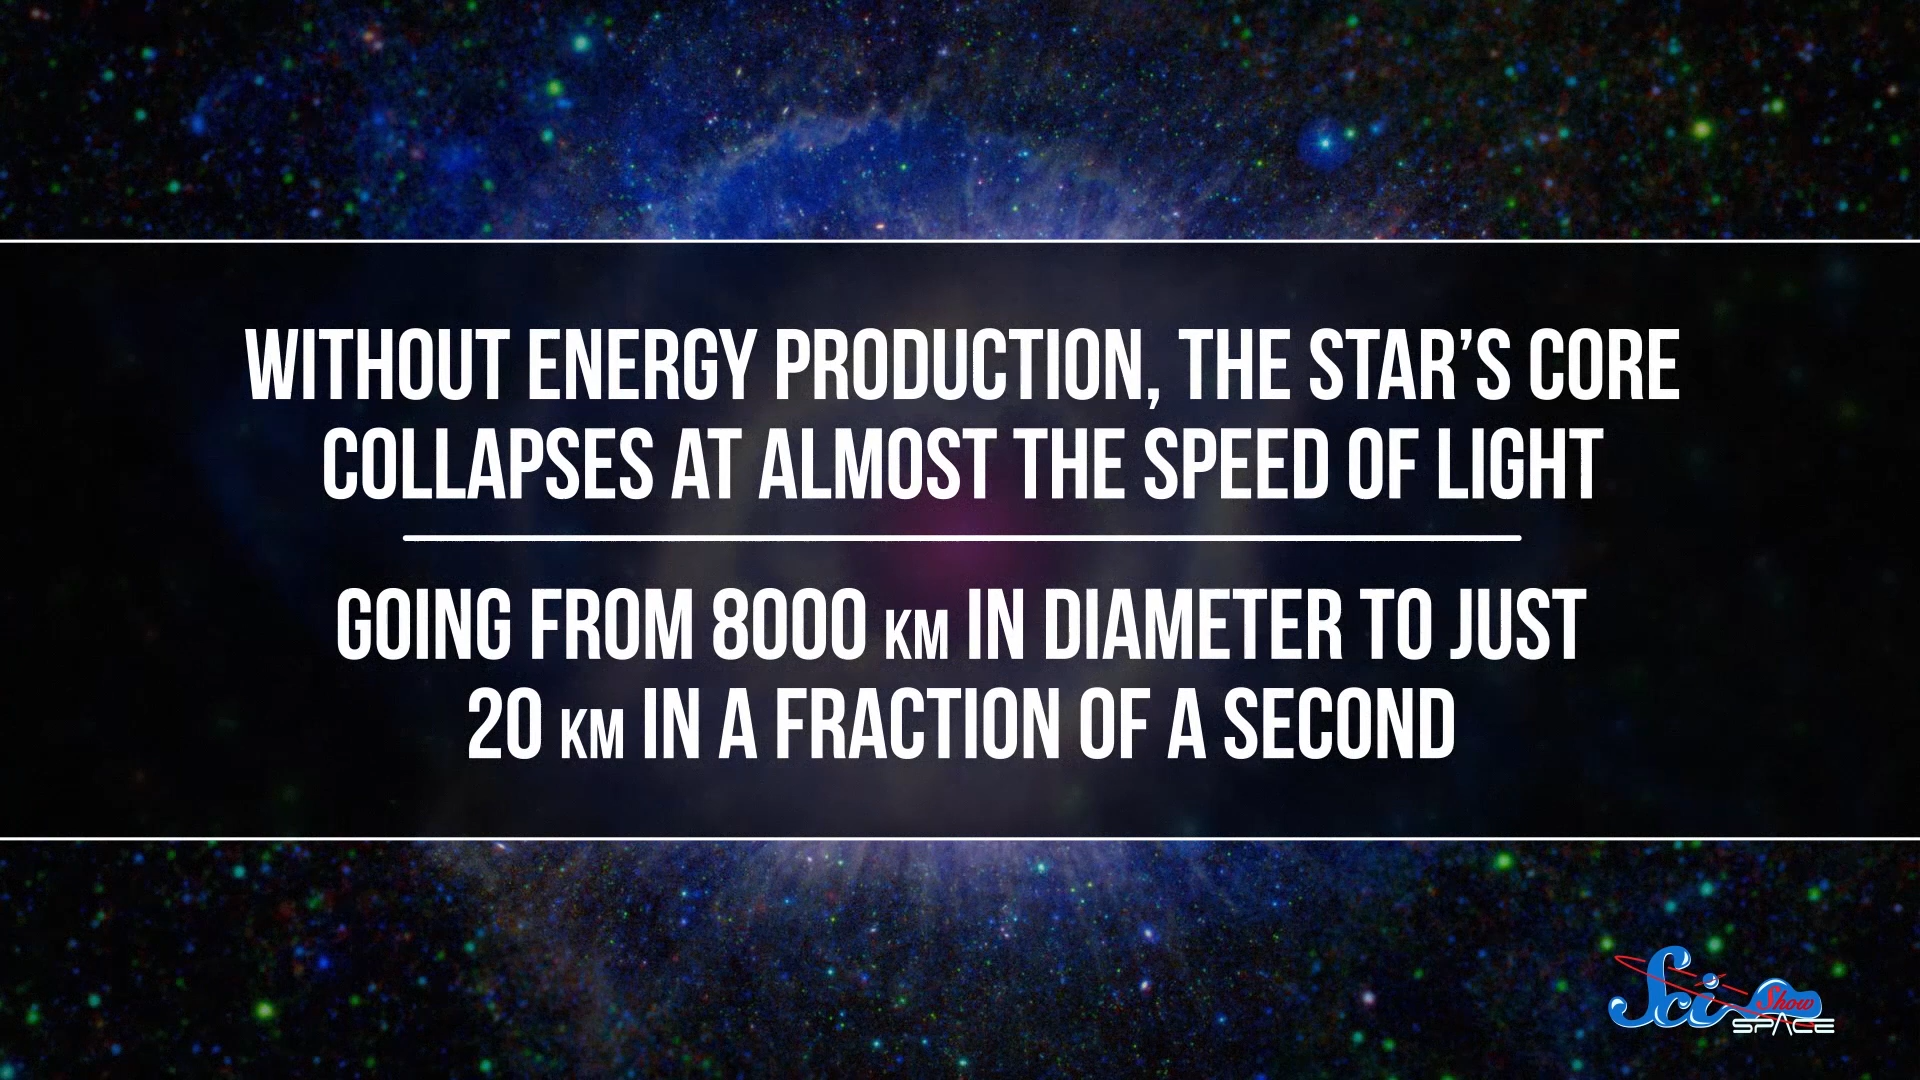 WITHOUT ENERGY PRODUCTION, THE STAR’S CORE
COLLAPSES AT ALMOST THE SPEED OF LIGHT
GOING FROM 8000 KM IN DIAMETER TO JUST
20 KM IN A FRACTION OF A SECOND
Sci Show
SPACE